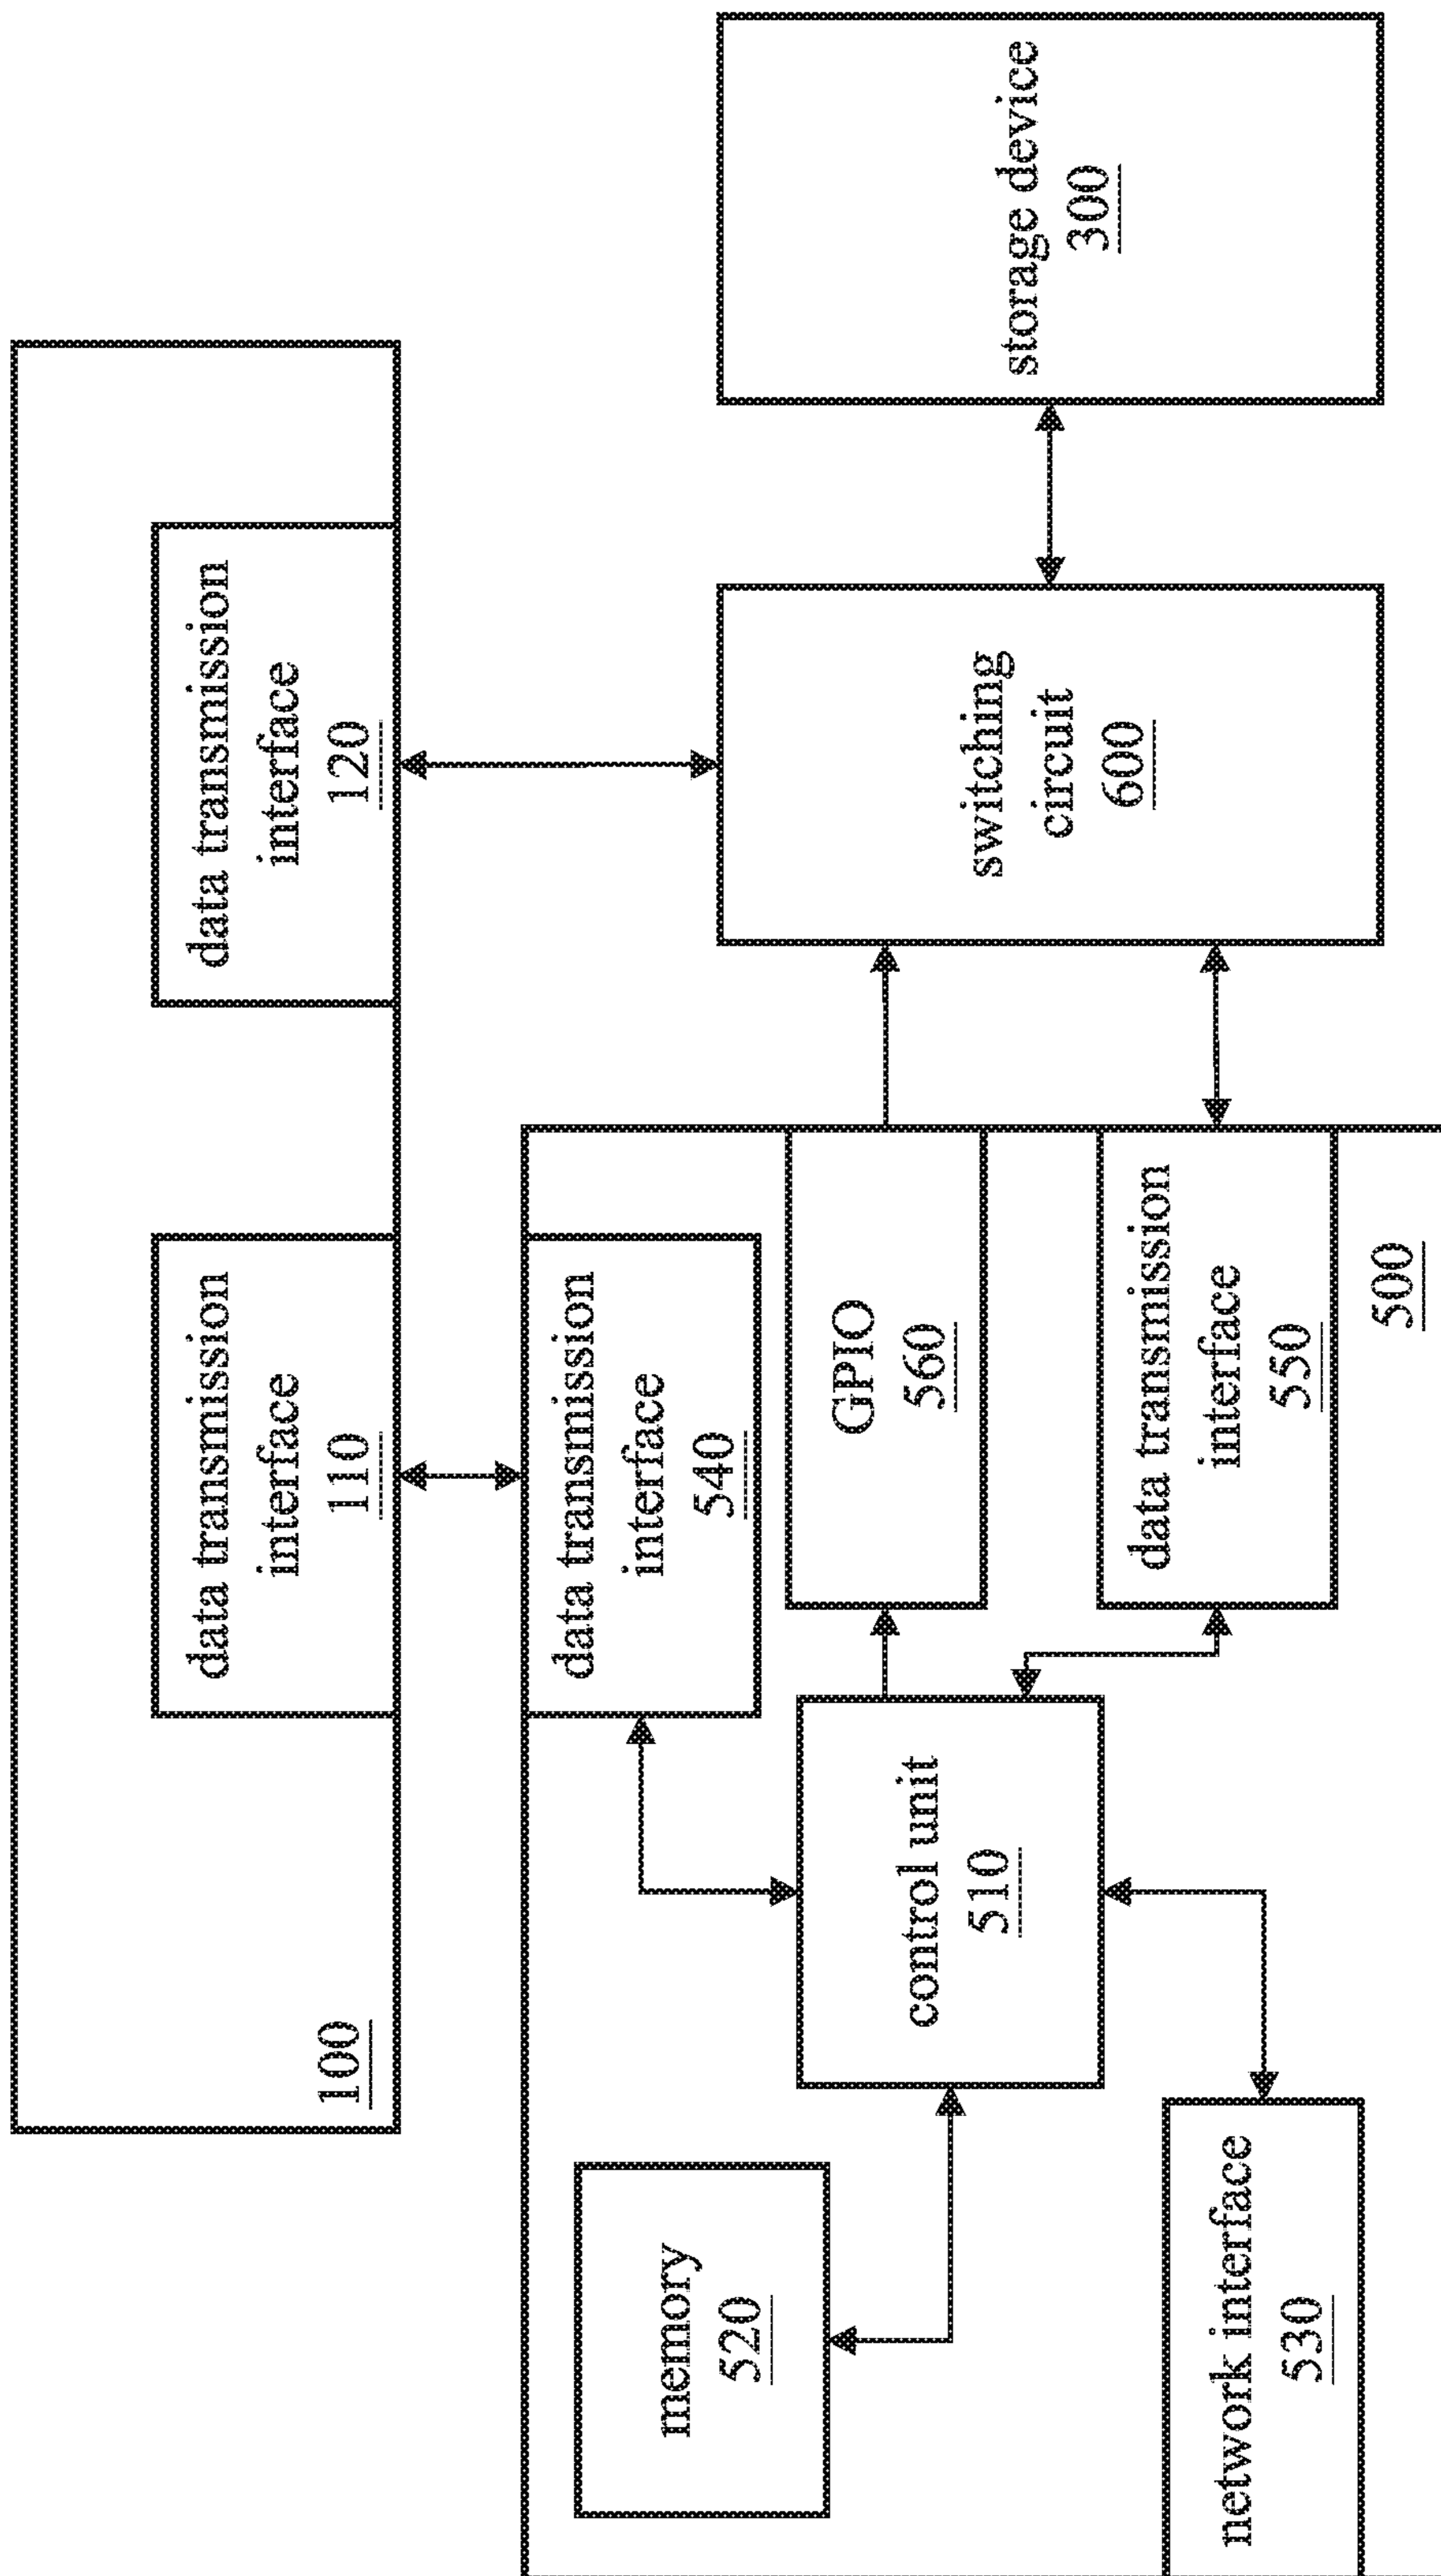 100
data transmission
interface
110
data transmission
interface
120
memory
520
data transmission
interface
540
control unit
510
GPIO
560
switching
circuit
600
storage device
300
network interface
530
data transmission
interface
550
500